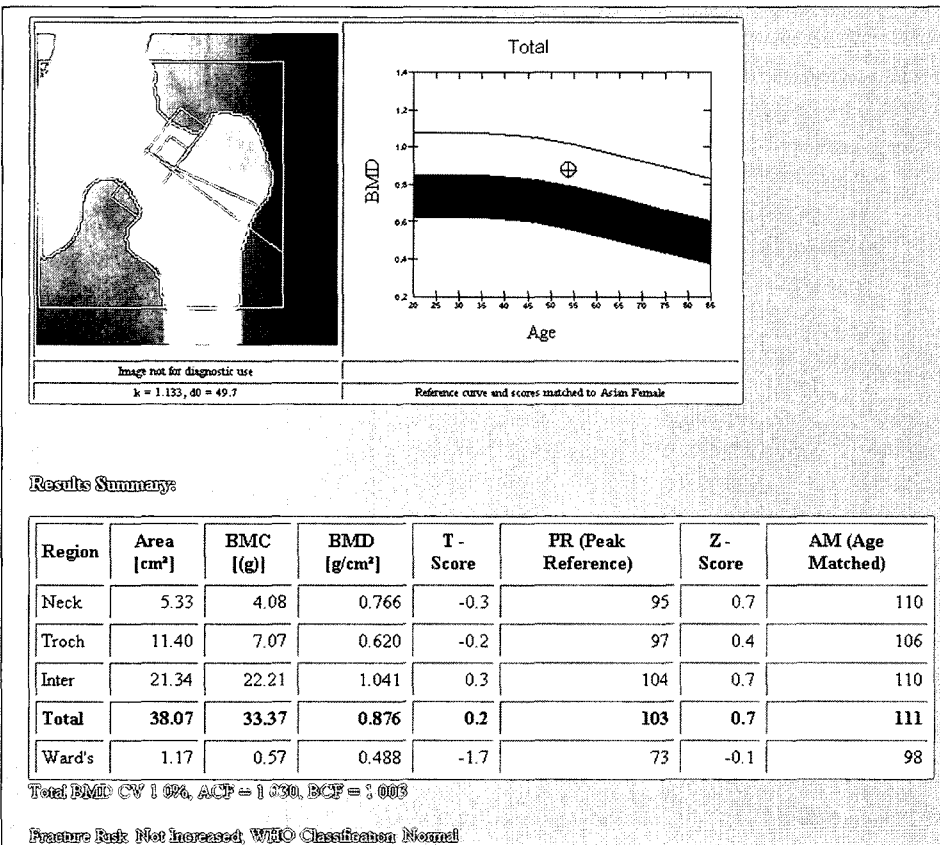 Total
BMD
1.4
1.2
1.0
0.8
0.6
0.4
0.2
20 25 30 35 40 45 50 55 60 65 70 75 80 85
Age
Image not for diagnostic use
k = 1.133, d0 = 49.7
Reference curve and scores matched to Asian Female
Results Summary:
Region Area [cm²] BMC [(g)] BMD [g/cm²] T - Score PR (Peak Reference) Z - Score AM (Age Matched)
Neck 5.33 4.08 0.766 -0.3 95 0.7 110
Troch 11.40 7.07 0.620 -0.2 97 0.4 106
Inter 21.34 22.21 1.041 0.3 104 0.7 110
Total 38.07 33.37 0.876 0.2 103 0.7 111
Ward's 1.17 0.57 0.488 -1.7 73 -0.1 98
Total BMD CV 1 0%, ACF = 1 030, BCF = 1 003
Fracture Risk Not Increased, WHO Classification Normal